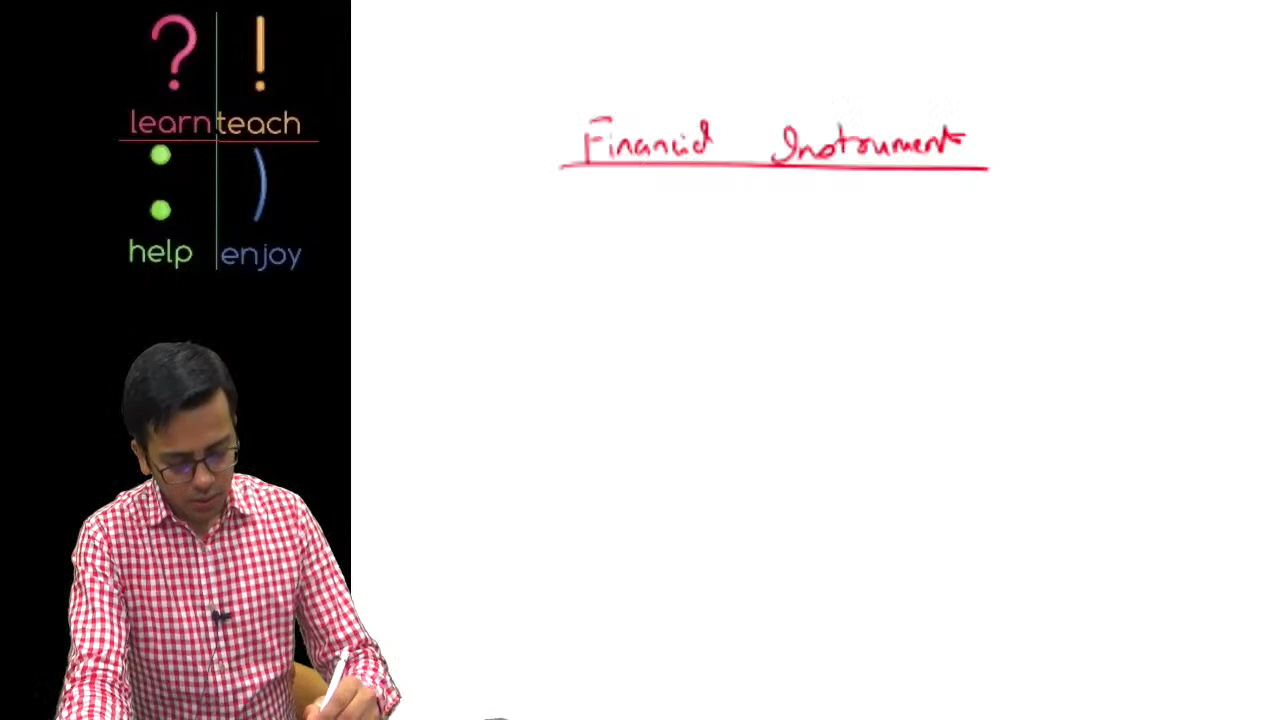 ? !
learn teach
: )
help enjoy
Financial Instrument